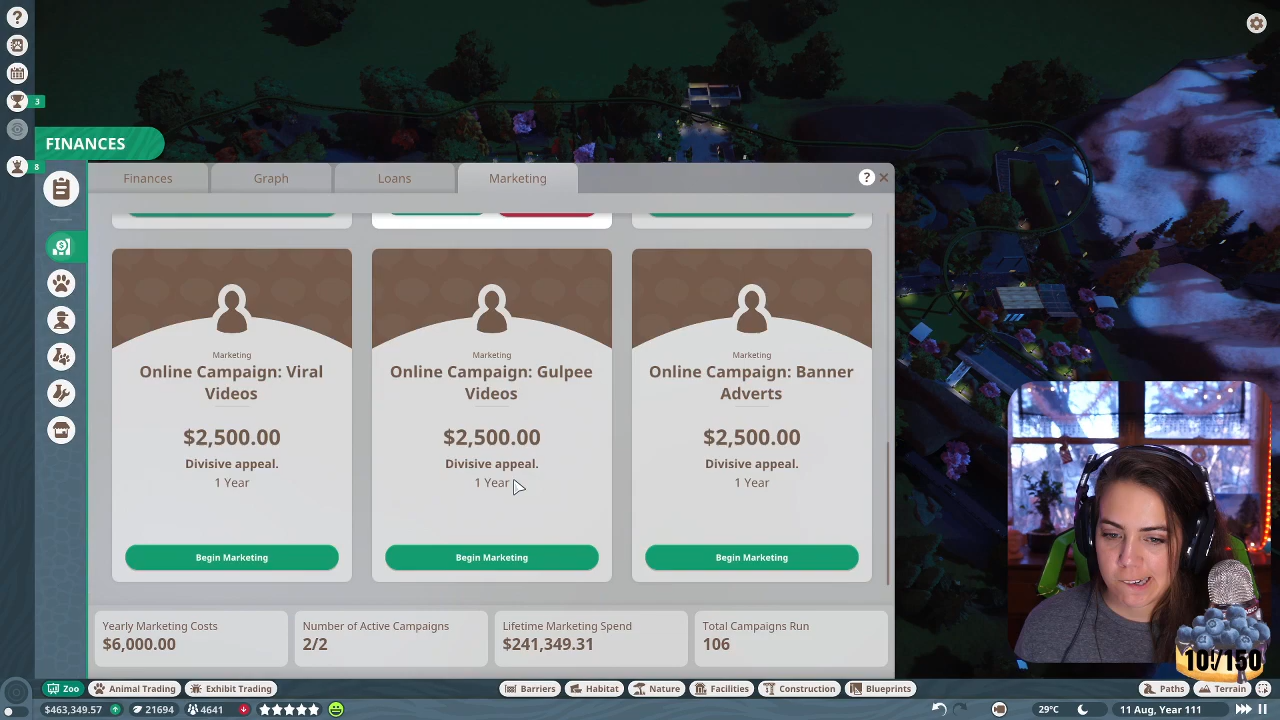 ?
3
FINANCES
8
Finances
Graph
Loans
Marketing
?
Marketing
Online Campaign: Viral
Videos
$2,500.00
Divisive appeal.
1 Year
Begin Marketing
Marketing
Online Campaign: Gulpee
Videos
$2,500.00
Divisive appeal.
1 Year
Begin Marketing
Marketing
Online Campaign: Banner
Adverts
$2,500.00
Divisive appeal.
1 Year
Begin Marketing
Yearly Marketing Costs
$6,000.00
Number of Active Campaigns
2/2
Lifetime Marketing Spend
$241,349.31
Total Campaigns Run
106
10/150
Zoo
Animal Trading
Exhibit Trading
Barriers
Habitat
Nature
Facilities
Construction
Blueprints
Paths
Terrain
$463,349.57
21694
4641
29°C
11 Aug, Year 111